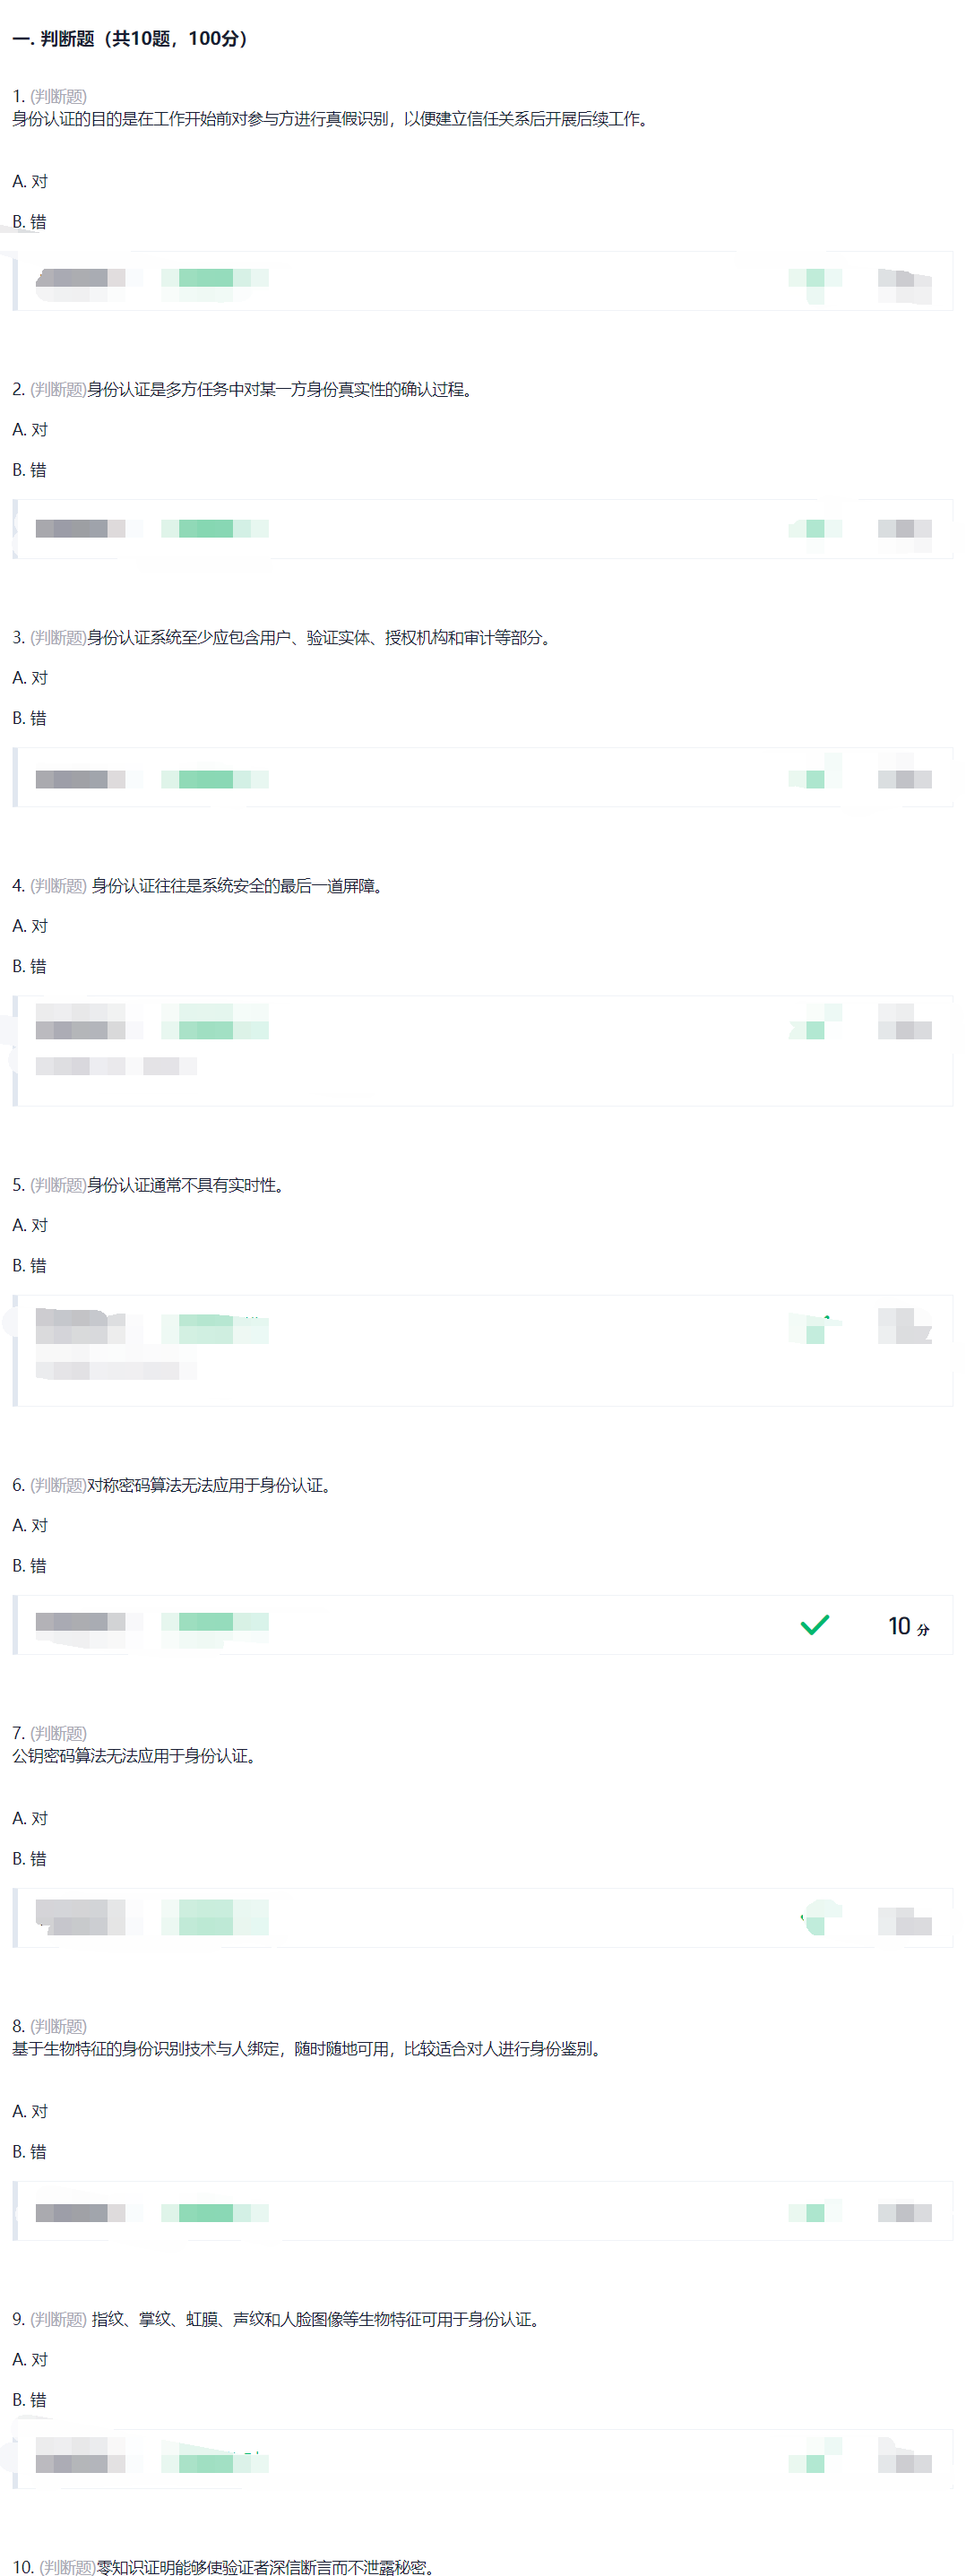 一. 判断题（共10题，100分）
1. (判断题)
身份认证的目的是在工作开始前对参与方进行真假识别，以便建立信任关系后开展后续工作。
A. 对
B. 错
2. (判断题)身份认证是多方任务中对某一方身份真实性的确认过程。
A. 对
B. 错
3. (判断题)身份认证系统至少应包含用户、验证实体、授权机构和审计等部分。
A. 对
B. 错
4. (判断题) 身份认证往往是系统安全的最后一道屏障。
A. 对
B. 错
5. (判断题)身份认证通常不具有实时性。
A. 对
B. 错
6. (判断题)对称密码算法无法应用于身份认证。
A. 对
B. 错
10 分
7. (判断题)
公钥密码算法无法应用于身份认证。
A. 对
B. 错
8. (判断题)
基于生物特征的身份识别技术与人绑定，随时随地可用，比较适合对人进行身份鉴别。
A. 对
B. 错
9. (判断题) 指纹、掌纹、虹膜、声纹和人脸图像等生物特征可用于身份认证。
A. 对
B. 错
10. (判断题)零知识证明能够使验证者深信断言而不泄露秘密。